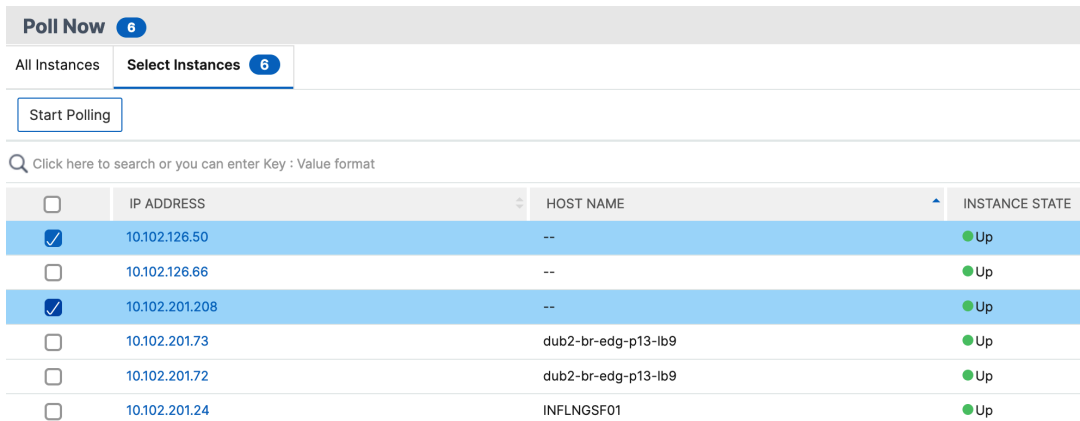 Poll Now 6
All Instances Select Instances 6
Start Polling
Click here to search or you can enter Key : Value format
IP ADDRESS HOST NAME INSTANCE STATE
10.102.126.50 -- Up
10.102.126.66 -- Up
10.102.201.208 -- Up
10.102.201.73 dub2-br-edg-p13-lb9 Up
10.102.201.72 dub2-br-edg-p13-lb9 Up
10.102.201.24 INFLNGSF01 Up